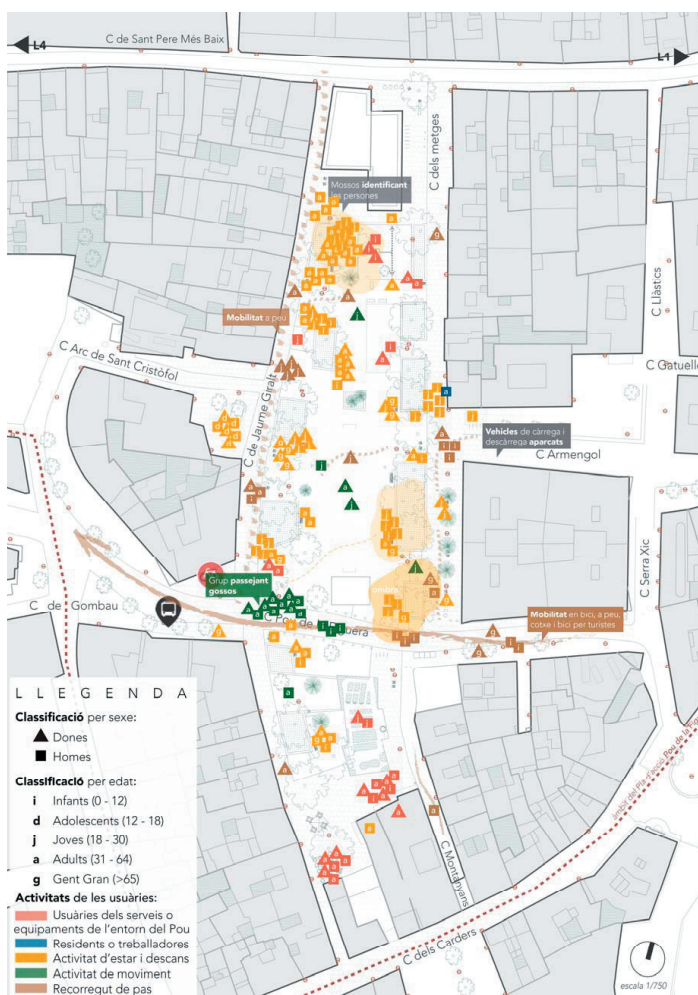 L4
C de Sant Pere Més Baix
L1
C dels metges
Mossos identificant
les persones
C Llàstics
Mobilitat a peu
C Arc de Sant Cristófol
C de Jaume Giralt
Vehicles de càrrega i
descàrrega aparcats
C Armengol
C Serra Xic
Grup passejant
gossos
C de Gombau
Mobilitat en bici, a peu,
cotxe i bici per turistes
LLEGENDA
Classificació per sexe:
Dones
Homes
Classificació per edat:
i Infants (0 - 12)
d Adolescents (12 - 18)
j Joves (18 - 30)
a Adults (31 - 64)
g Gent Gran (>65)
Activitats de les usuàries:
Usuàries dels serveis o
equipaments de l'entorn del Pou
Residents o treballadores
Activitat d'estar i descans
Activitat de moviment
Recorregut de pas
C Montanyans
C dels Carders
escala 1/750